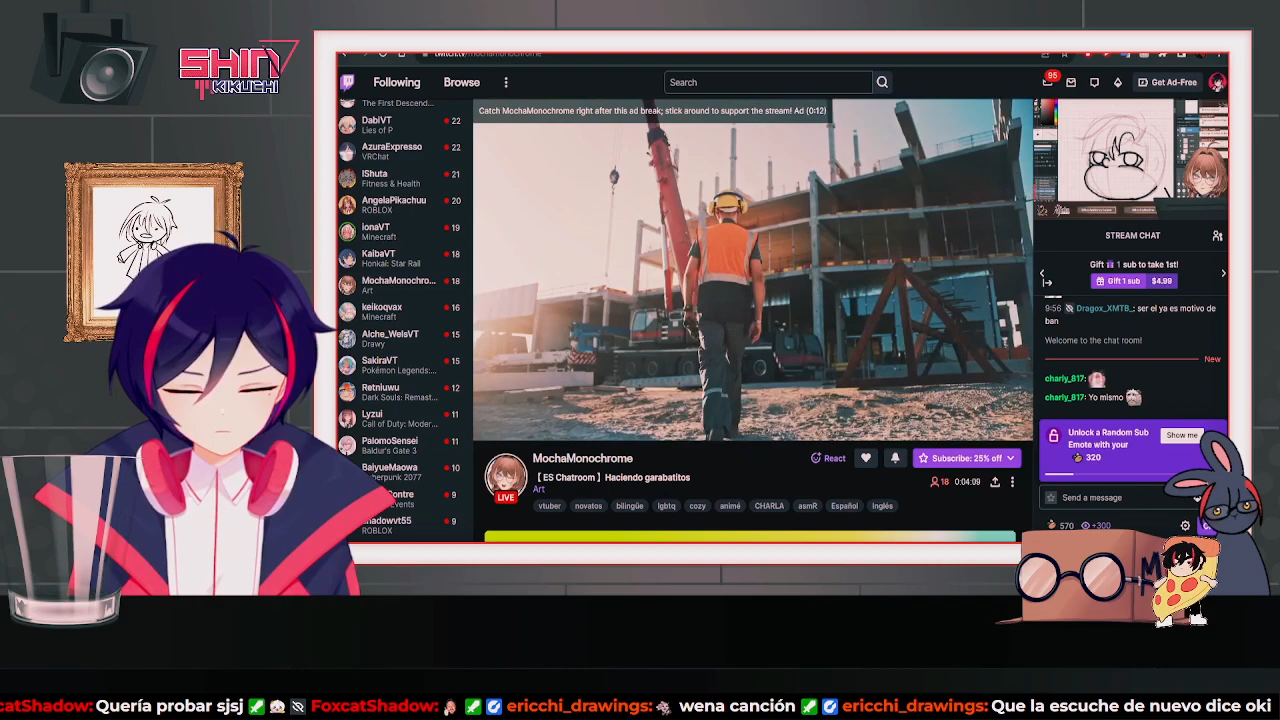 SHIN
KIKUCHI
Following
Browse
Search
95
Get Ad-Free
The First Descend...
DabiVT
22
Lies of P
AzuraExpresso
22
VRChat
IShuta
21
Fitness & Health
AngelaPikachuu
20
ROBLOX
ionaVT
19
Minecraft
KaibaVT
18
Honkai: Star Rail
MochaMonochro...
18
Art
keikoqvax
16
Minecraft
Alche_WelsVT
15
Drawy
SakiraVT
15
Pokémon Legends:...
Retniuwu
12
Dark Souls: Remast...
Lyzui
11
Call of Duty: Moder...
PalomoSensei
11
Baldur's Gate 3
BaiyueMaowa
10
9
shadowvt55
9
ROBLOX
Catch MochaMonochrome right after this ad break; stick around to support the stream! Ad (0:12)
LIVE
MochaMonochrome
【 ES Chatroom 】Haciendo garabatitos
Art
vtuber novatos bilingüe lgbtq cozy animé CHARLA asmR Español Inglés
React
Subscribe: 25% off
18
0:04:09
STREAM CHAT
Gift 1 sub to take 1st!
Gift 1 sub $4.99
9:56 Dragox_XMTB_: ser el ya es motivo de
ban
Welcome to the chat room!
New
charly_817:
charly_817: Yo mismo
Unlock a Random Sub
Emote with your
320
Show me
Send a message
570 +300
M
catShadow: Quería probar sjsj FoxcatShadow: ericchi_drawings: wena canción ericchi_drawings: Que la escuche de nuevo dice oki